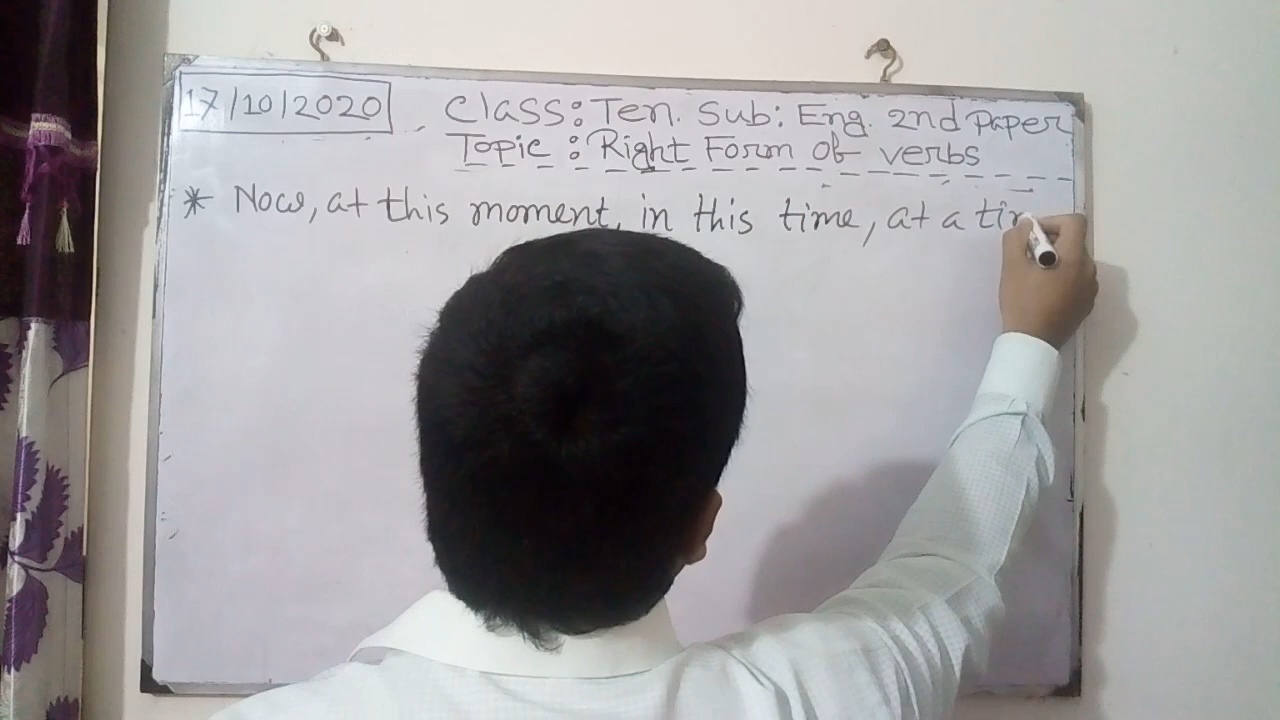 17/10/2020 Class: Ten. Sub: Eng. 2nd Paper
Topic: Right Form Of verbs
* Now, at this moment, in this time, at a